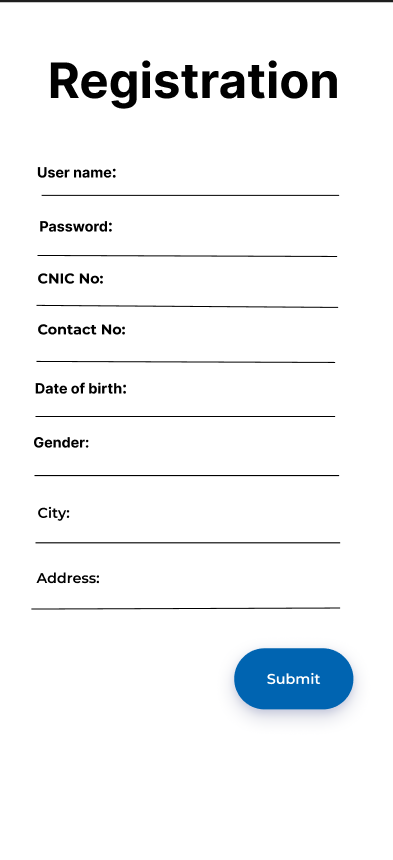 Registration
User name:
Password:
CNIC No:
Contact No:
Date of birth:
Gender:
City:
Address:
Submit